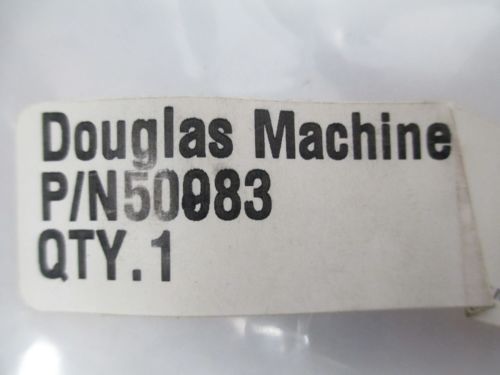 Douglas Machine
P/N50083
QTY.1